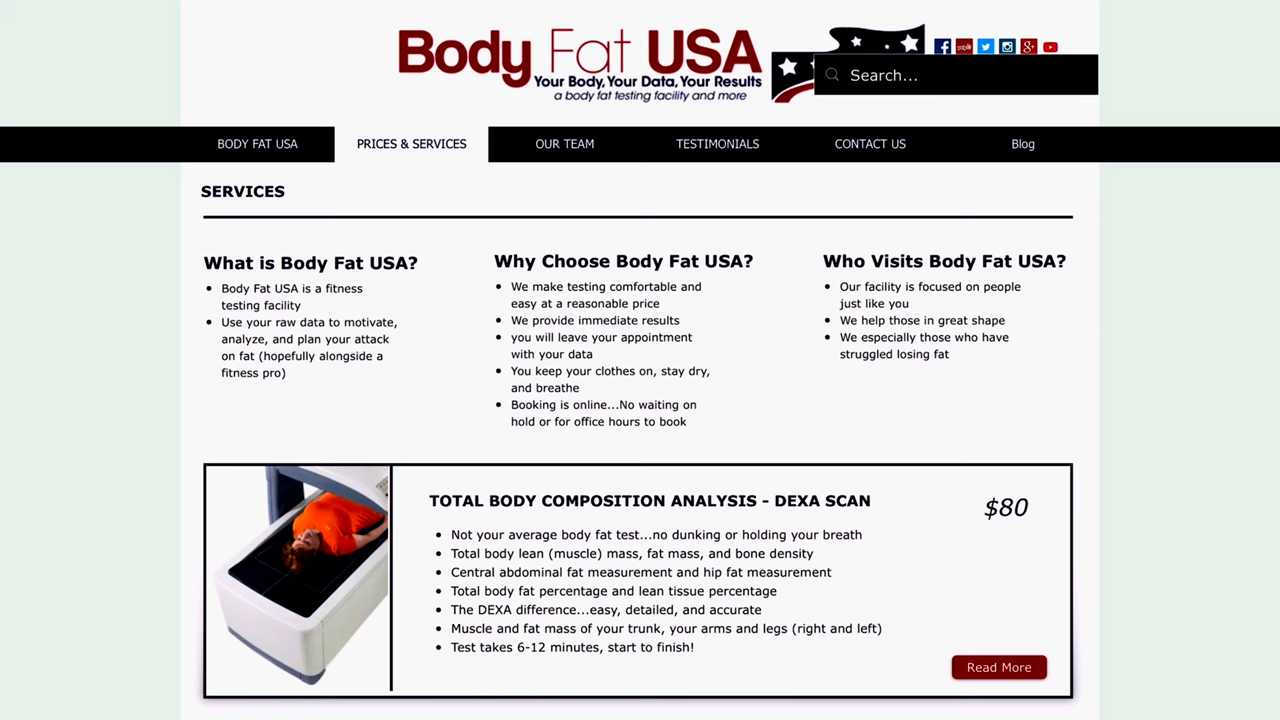 Body Fat USA
Your Body, Your Data, Your Results
a body fat testing facility and more
Search...
BODY FAT USA
PRICES & SERVICES
OUR TEAM
TESTIMONIALS
CONTACT US
Blog
SERVICES
What is Body Fat USA?
Body Fat USA is a fitness
testing facility
Use your raw data to motivate,
analyze, and plan your attack
on fat (hopefully alongside a
fitness pro)
Why Choose Body Fat USA?
We make testing comfortable and
easy at a reasonable price
We provide immediate results
you will leave your appointment
with your data
You keep your clothes on, stay dry,
and breathe
Booking is online...No waiting on
hold or for office hours to book
Who Visits Body Fat USA?
Our facility is focused on people
just like you
We help those in great shape
We especially those who have
struggled losing fat
TOTAL BODY COMPOSITION ANALYSIS - DEXA SCAN
$80
Not your average body fat test...no dunking or holding your breath
Total body lean (muscle) mass, fat mass, and bone density
Central abdominal fat measurement and hip fat measurement
Total body fat percentage and lean tissue percentage
The DEXA difference...easy, detailed, and accurate
Muscle and fat mass of your trunk, your arms and legs (right and left)
Test takes 6-12 minutes, start to finish!
Read More